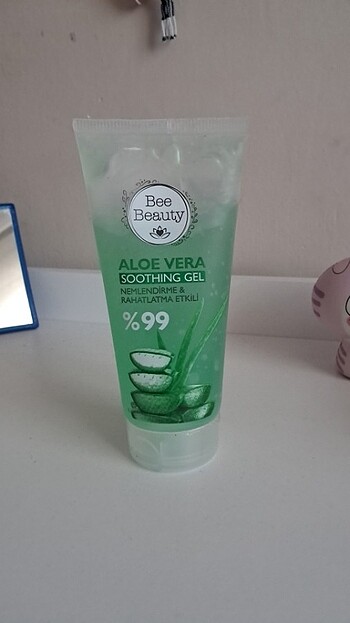 Bee
Beauty
ALOE VERA
SOOTHING GEL
NEMLENDİRME &
RAHATLATMA ETKİLİ
%99